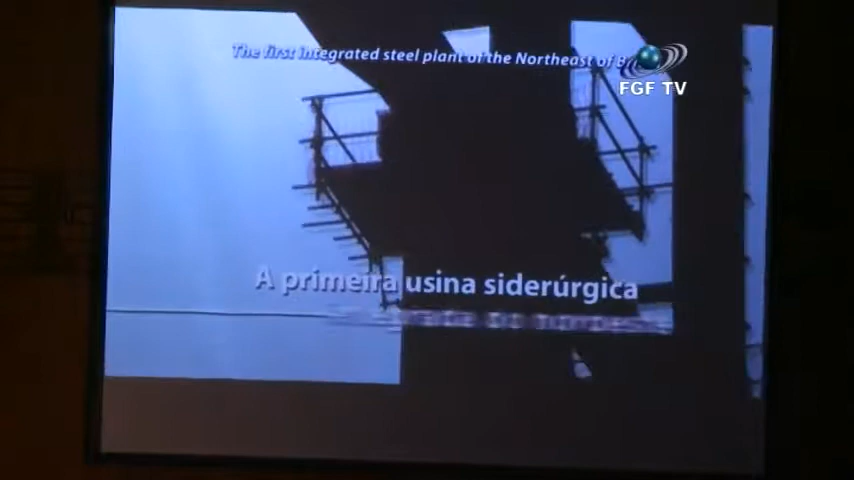 The first integrated steel plant of the Northeast of
FGF TV
A primeira usina siderúrgica